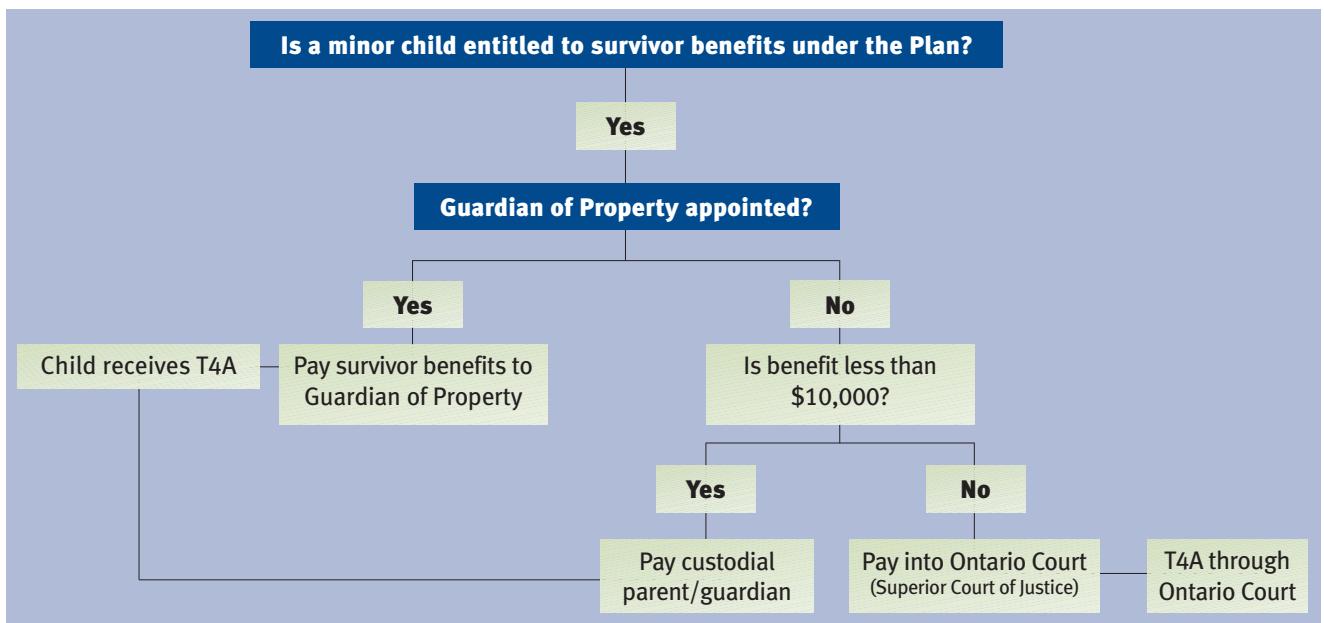 Is a minor child entitled to survivor benefits under the Plan?
Yes
Guardian of Property appointed?
Yes
No
Child receives T4A
Pay survivor benefits to
Guardian of Property
Is benefit less than
$10,000?
Yes
No
Pay custodial
parent/guardian
Pay into Ontario Court
(Superior Court of Justice)
T4A through
Ontario Court